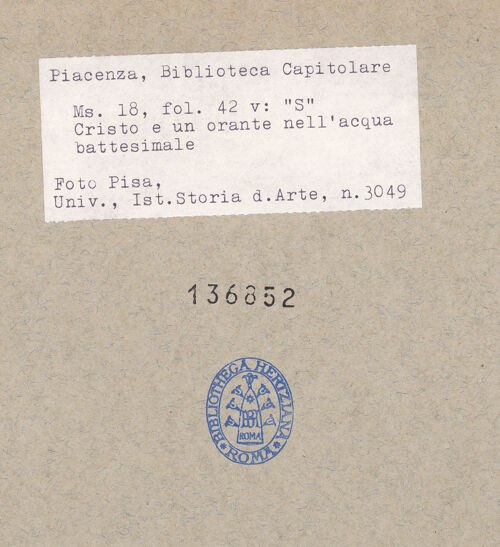 Piacenza, Biblioteca Capitolare
Ms. 18, fol. 42 v: "S"
Cristo e un orante nell'acqua
battesimale
Foto Pisa,
Univ., Ist.Storia d.Arte, n.3049
136852
BIBLIOTHECA HERTZIANA
ROMA
ROMA